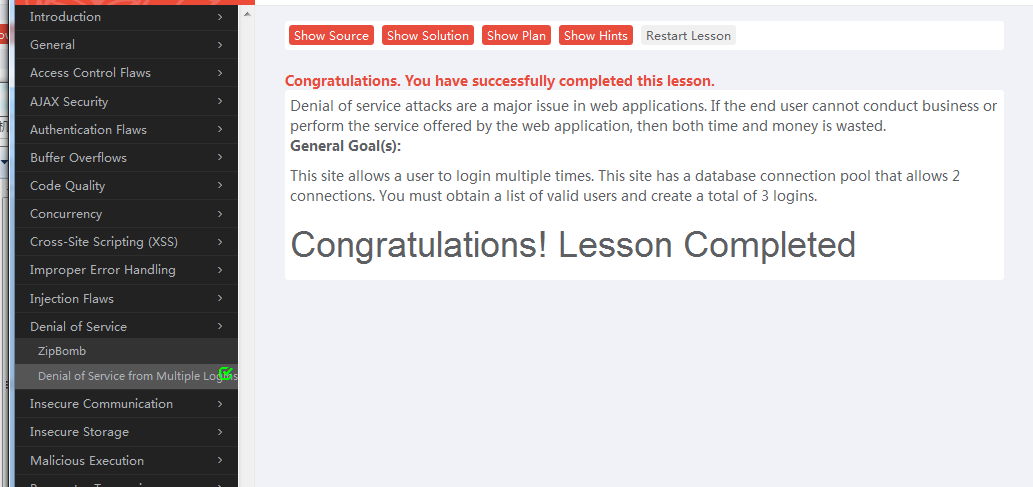 Introduction
General
Access Control Flaws
AJAX Security
Authentication Flaws
Buffer Overflows
Code Quality
Concurrency
Cross-Site Scripting (XSS)
Improper Error Handling
Injection Flaws
Denial of Service
ZipBomb
Denial of Service from Multiple Logins
Insecure Communication
Insecure Storage
Malicious Execution
Show Source Show Solution Show Plan Show Hints Restart Lesson
Congratulations. You have successfully completed this lesson.
Denial of service attacks are a major issue in web applications. If the end user cannot conduct business or
perform the service offered by the web application, then both time and money is wasted.
General Goal(s):
This site allows a user to login multiple times. This site has a database connection pool that allows 2
connections. You must obtain a list of valid users and create a total of 3 logins.
Congratulations! Lesson Completed